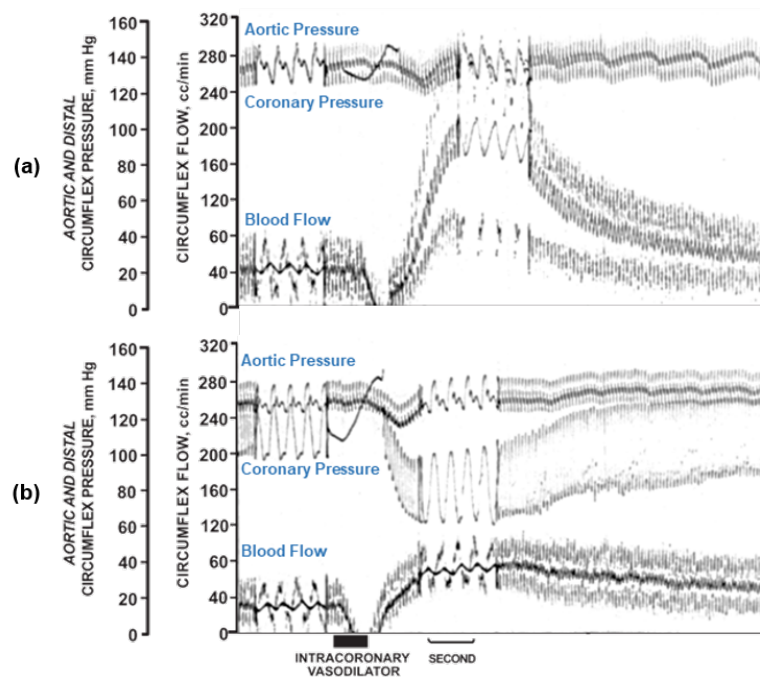 (a)
AORTIC AND DISTAL
CIRCUMFLEX PRESSURE, mm Hg
160
140
120
100
80
60
40
20
0
CIRCUMFLEX FLOW, cc/min
320
280
240
200
160
120
80
40
0
Aortic Pressure
Coronary Pressure
Blood Flow
(b)
AORTIC AND DISTAL
CIRCUMFLEX PRESSURE, mm Hg
160
140
120
100
80
60
40
20
0
CIRCUMFLEX FLOW, cc/min
320
280
240
200
160
120
60
40
0
Aortic Pressure
Coronary Pressure
Blood Flow
INTRACORONARY
VASODILATOR
SECOND